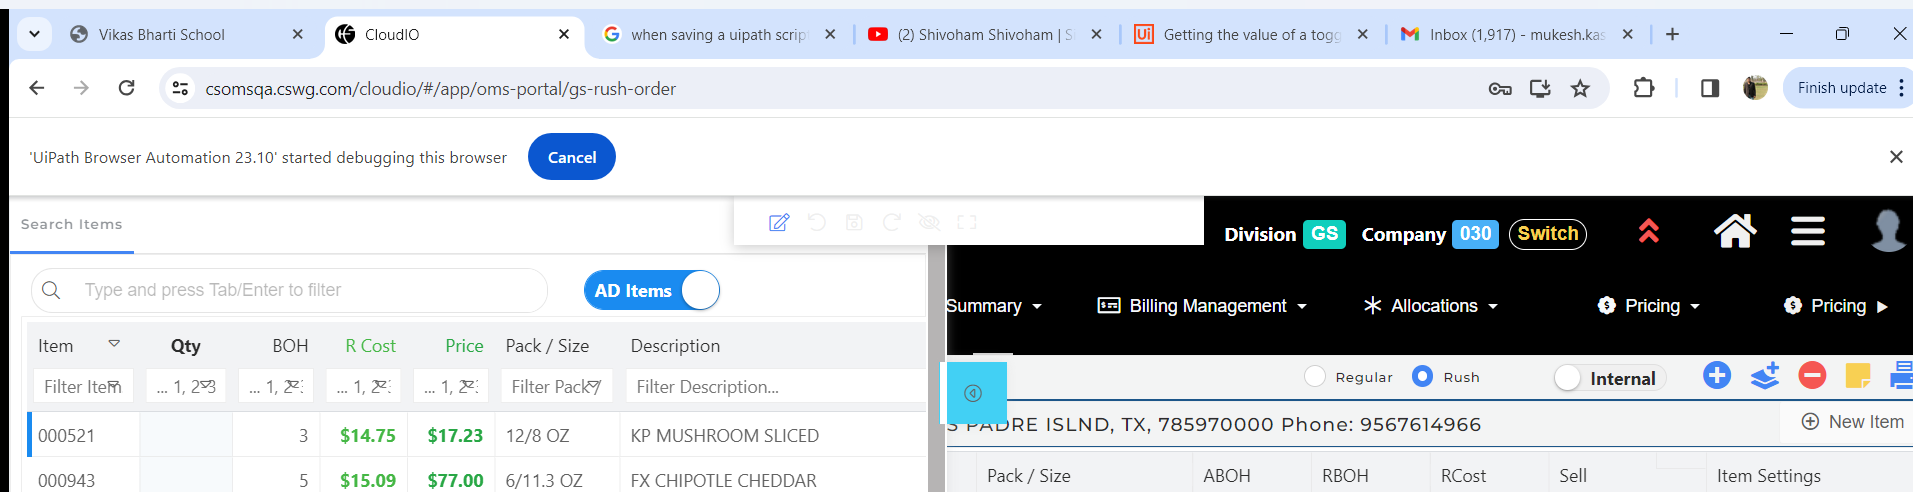 Vikas Bharti School
CloudIO
when saving a uipath script
(2) Shivoham Shivoham | S
Ui
Getting the value of a togg
Inbox (1,917) - mukesh.kas
csomsqa.cswg.com/cloudio/#/app/oms-portal/gs-rush-order
Finish update
'UiPath Browser Automation 23.10' started debugging this browser
Cancel
Search Items
Division GS Company 030 Switch
Type and press Tab/Enter to filter
AD Items
Summary Billing Management Allocations Pricing Pricing
Item Qty BOH R Cost Price Pack / Size Description
Filter Item ... 1, 2-3 ... 1, 2- ... 1, 2- ... 1, 2- Filter Pack/ Filter Description...
Regular Rush Internal
000521 3 $14.75 $17.23 12/8 OZ KP MUSHROOM SLICED
S PADRE ISLND, TX, 785970000 Phone: 9567614966
New Item
000943 5 $15.09 $77.00 6/11.3 OZ FX CHIPOTLE CHEDDAR
Pack / Size ABOH RBOH RCost Sell Item Settings